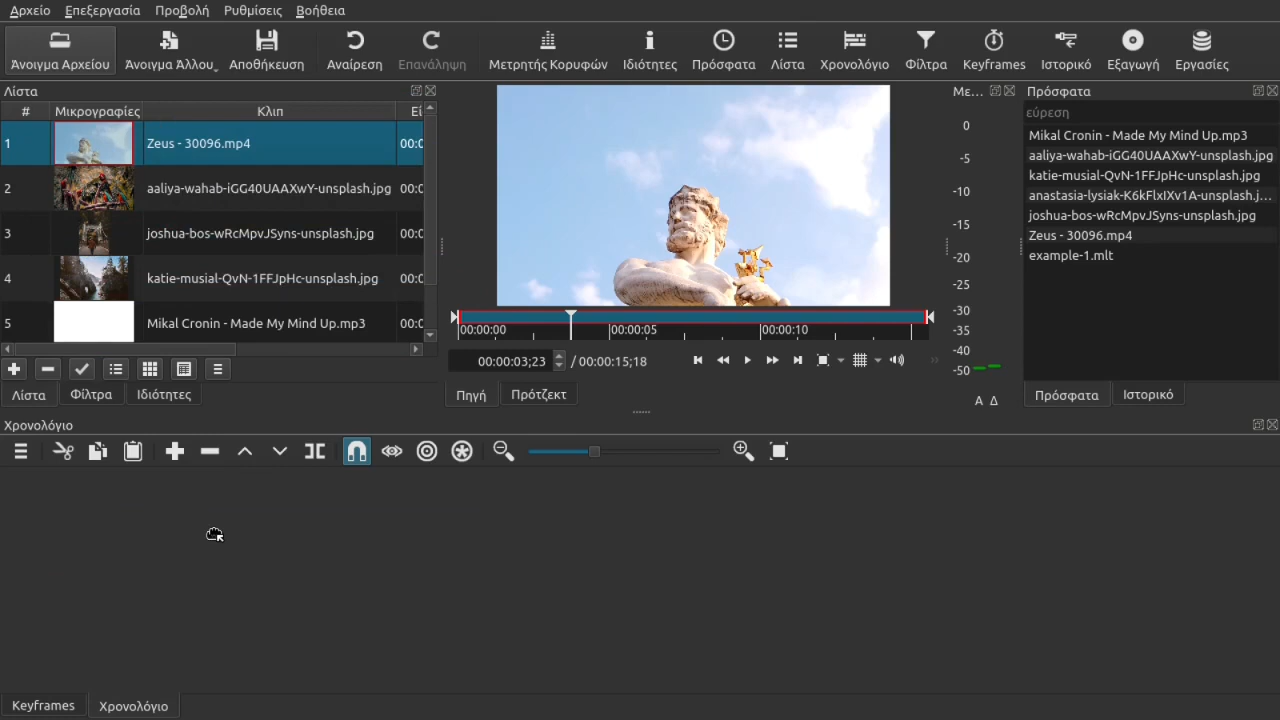 Αρχείο Επεξεργασία Προβολή Ρυθμίσεις Βοήθεια
Άνοιγμα Αρχείου Άνοιγμα Άλλου Αποθήκευση Αναίρεση Επανάληψη Μετρητής Κορυφών Ιδιότητες Πρόσφατα Λίστα Χρονολόγιο Φίλτρα Keyframes Ιστορικό Εξαγωγή Εργασίες
Λίστα
# Μικρογραφίες Κλιπ
1 Zeus - 30096.mp4 00:0
2 aaliya-wahab-iGG40UAAXwY-unsplash.jpg 00:0
3 joshua-bos-wRcMpvJSyns-unsplash.jpg 00:0
4 katie-musial-QvN-1FFJpHc-unsplash.jpg 00:0
5 Mikal Cronin - Made My Mind Up.mp3 00:0
Λίστα Φίλτρα Ιδιότητες
00:00:00 00:00:05 00:00:10
00:00:03;23 / 00:00:15;18
Πηγή Πρότζεκτ
Με...
0
-5
-10
-15
-20
-25
-30
-35
-40
-50
Α Δ
Πρόσφατα
εύρεση
Mikal Cronin - Made My Mind Up.mp3
aaliya-wahab-iGG40UAAXwY-unsplash.jpg
katie-musial-QvN-1FFJpHc-unsplash.jpg
anastasia-lysiak-K6kFlxIXv1A-unsplash.j...
joshua-bos-wRcMpvJSyns-unsplash.jpg
Zeus - 30096.mp4
example-1.mlt
Πρόσφατα Ιστορικό
Χρονολόγιο
Keyframes Χρονολόγιο